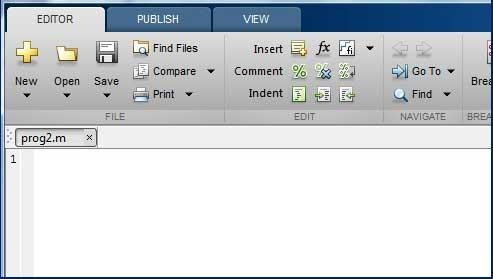 EDITOR PUBLISH VIEW
New Open Save Find Files Compare Print
Insert fx fi
Comment % % %
Indent
Go To
Find
FILE EDIT NAVIGATE
prog2.m ×
1